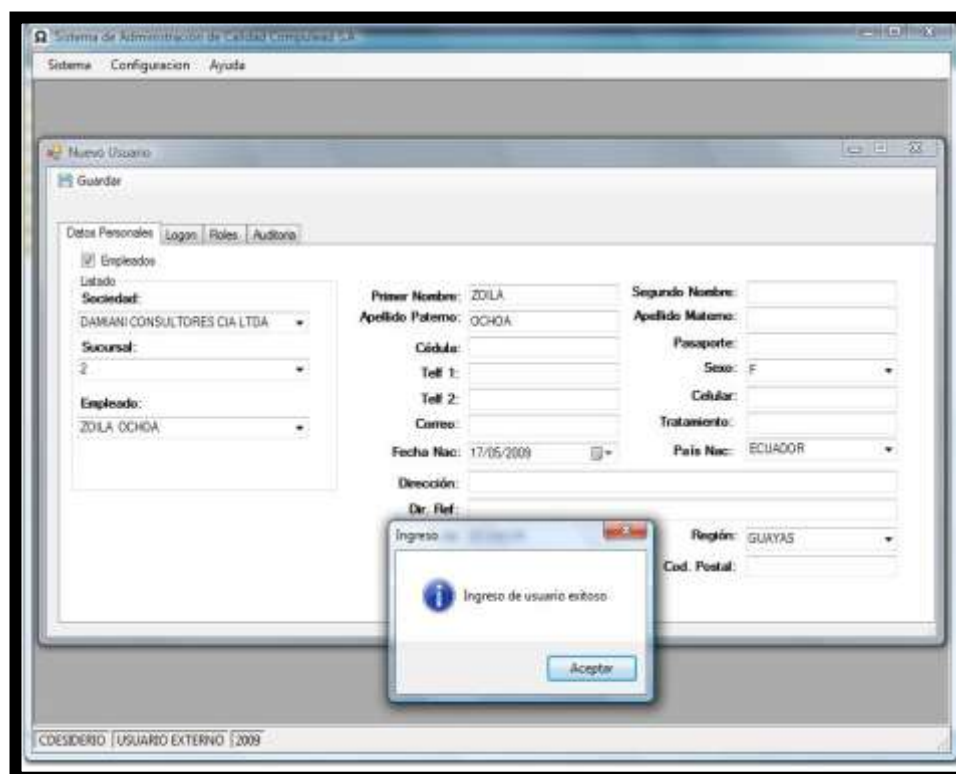 Sistema de Administración de Calidad Compulead S.A.
Sistema Configuracion Ayuda
Nuevo Usuario
Guardar
Datos Personales Logon Roles Auditoria
Empleados
Listado
Sociedad:
DAMIANI CONSULTORES CIA LTDA
Sucursal:
2
Empleado:
ZOILA OCHOA
Primer Nombre: ZOILA
Segundo Nombre:
Apellido Paterno: OCHOA
Apellido Materno:
Cédula:
Pasaporte:
Telf 1:
Sexo: F
Telf 2:
Celular:
Correo:
Tratamiento:
Fecha Nac: 17/05/2009
País Nac: ECUADOR
Dirección:
Dir. Ref:
Región: GUAYAS
Cod. Postal:
Ingreso
Ingreso de usuario exitoso
Aceptar
CDESIDERIO USUARIO EXTERNO 2009